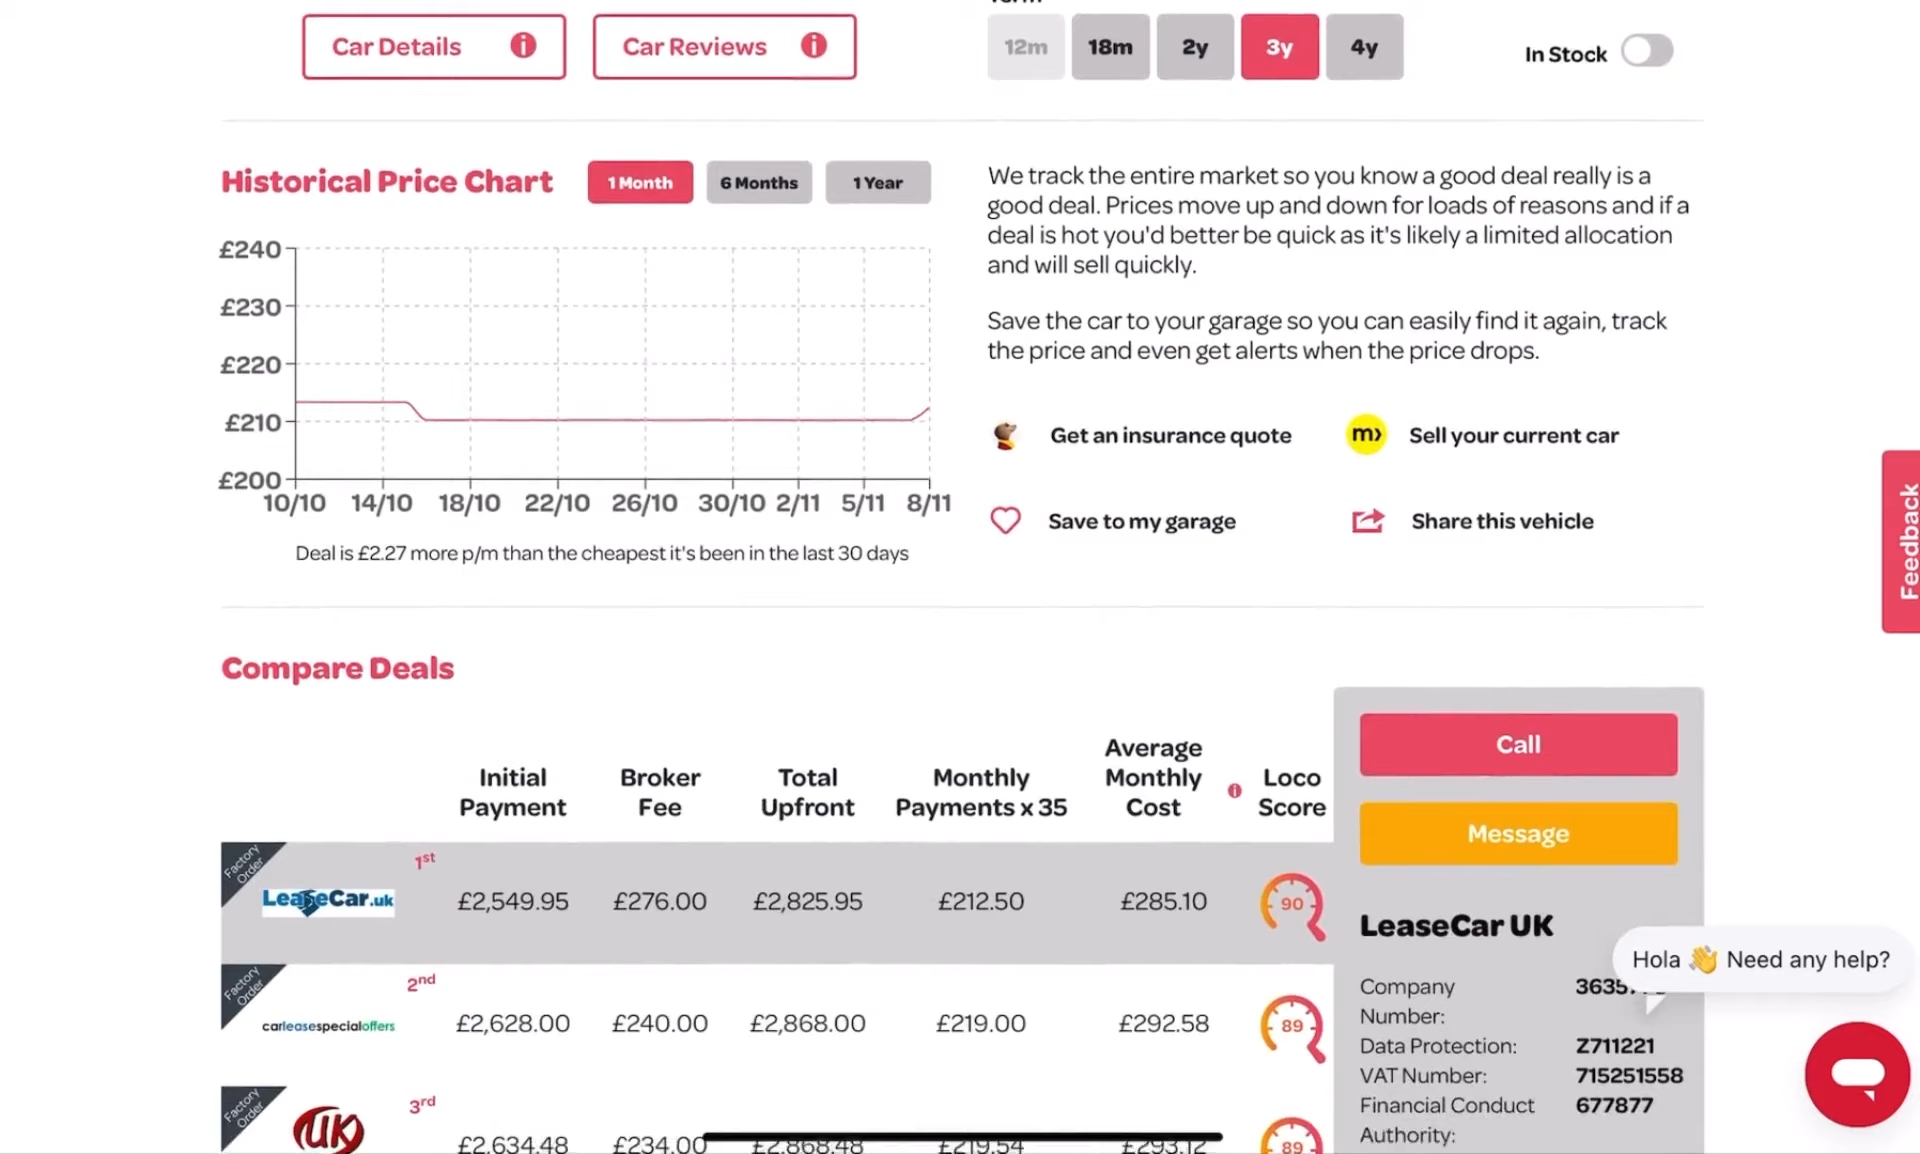 Car Details
Car Reviews
12m
18m
2y
3y
4y
In Stock
Historical Price Chart
1 Month
6 Months
1 Year
£240
£230
£220
£210
£200
10/10
14/10
18/10
22/10
26/10
30/10
2/11
5/11
8/11
Deal is £2.27 more p/m than the cheapest it's been in the last 30 days
We track the entire market so you know a good deal really is a
good deal. Prices move up and down for loads of reasons and if a
deal is hot you'd better be quick as it's likely a limited allocation
and will sell quickly.
Save the car to your garage so you can easily find it again, track
the price and even get alerts when the price drops.
Get an insurance quote
m>
Sell your current car
Save to my garage
Share this vehicle
Feedback
Compare Deals
Initial
Payment
Broker
Fee
Total
Upfront
Monthly
Payments x 35
Average
Monthly
Cost
Loco
Score
Factory
Order
LeaseCar.uk
1st
£2,549.95
£276.00
£2,825.95
£212.50
£285.10
90
Factory
Order
carleasespecialoffers
2nd
£2,628.00
£240.00
£2,868.00
£219.00
£292.58
89
Factory
Order
UK
3rd
£2,634.48
£234.00
£2,868.48
£219.54
£293.12
89
Call
Message
LeaseCar UK
Company
Number:
Data Protection:
Z711221
VAT Number:
715251558
Financial Conduct
Authority:
677877
Hola 👋 Need any help?